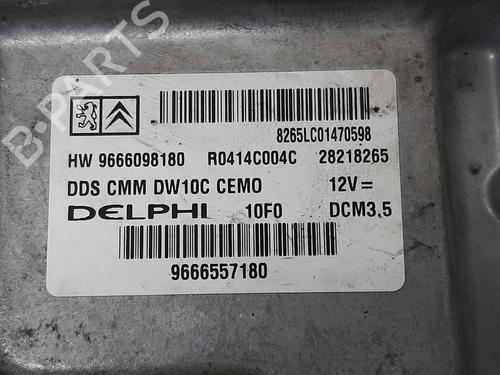 B-PARTS
8265LC01470598
HW 9666098180 R0414C004C 28218265
DDS CMM DW10C CEMO 12V=
DELPHI 10F0 DCM3.5
9666557180